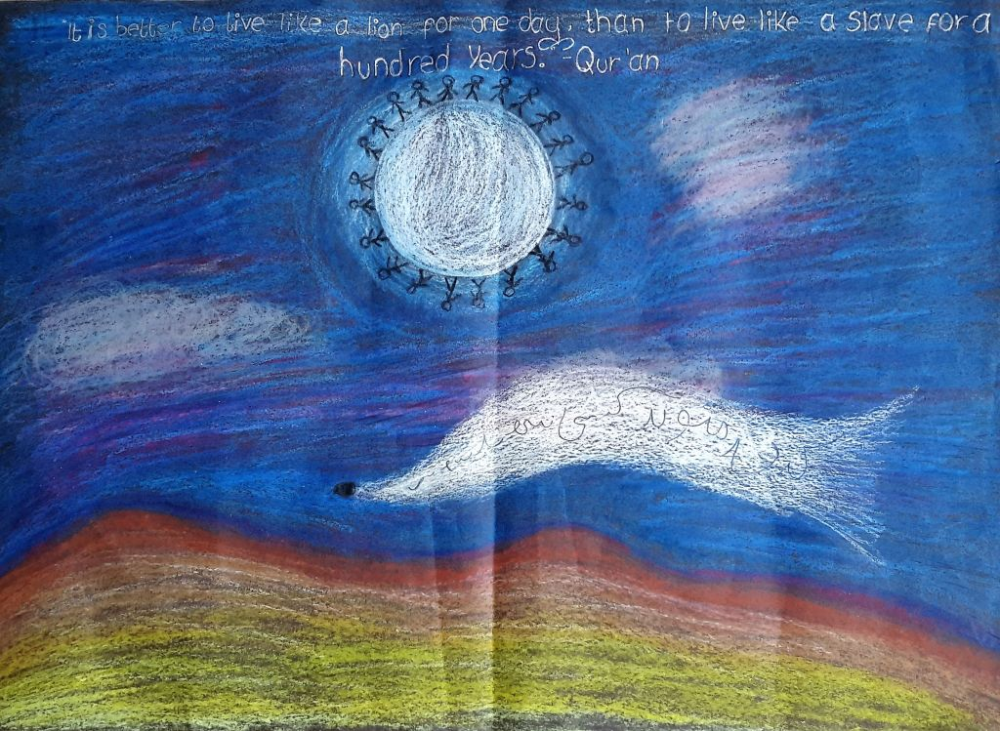 It is better to live like a lion for one day, than to live like a slave for a
hundred years." -Qur'an